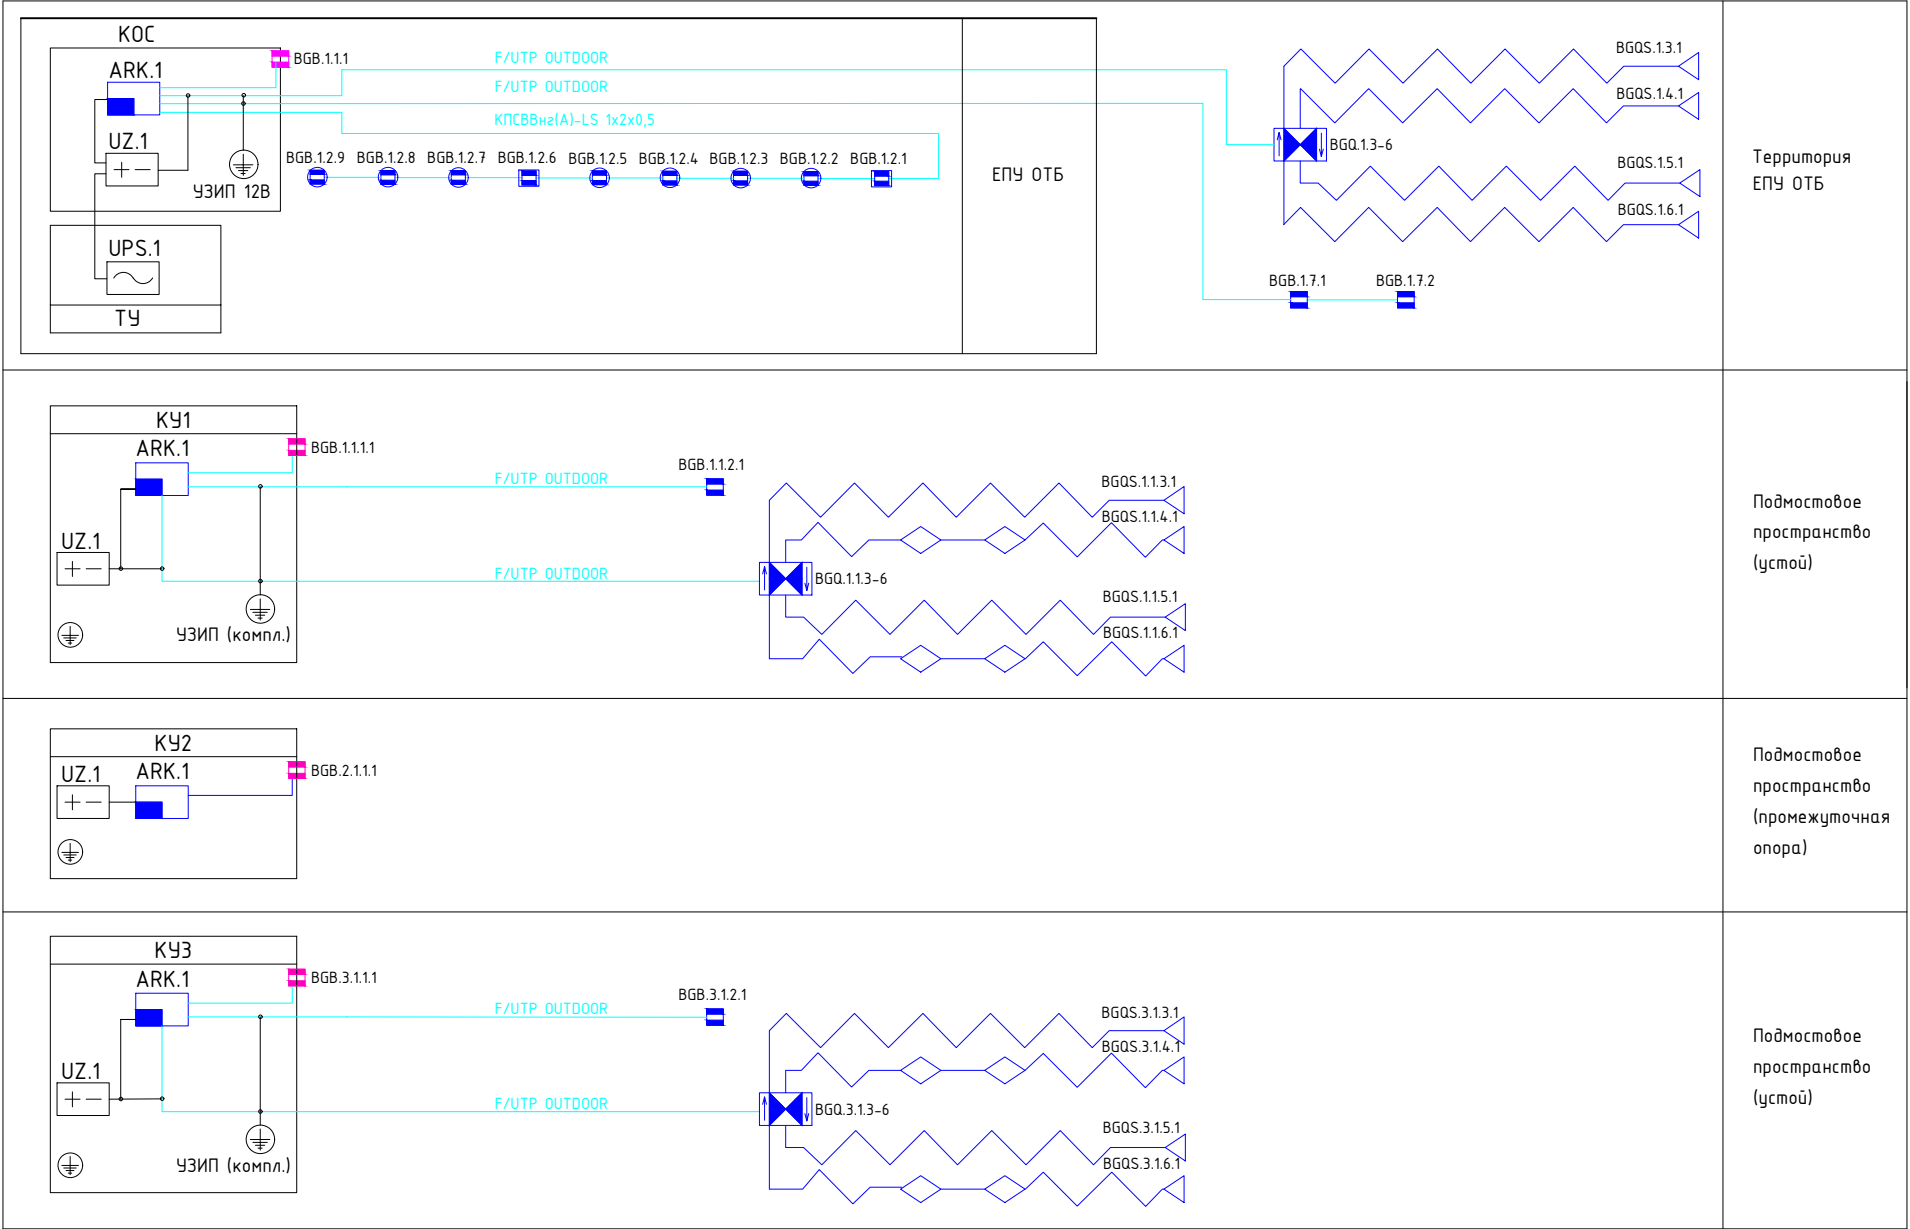 КОС
BGB.1.1.1
ARK.1
F/UTP OUTDOOR
F/UTP OUTDOOR
КПСВВнг(А)-LS 1x2x0,5
UZ.1
УЗИП 12В
BGB.1.2.9
BGB.1.2.8
BGB.1.2.7
BGB.1.2.6
BGB.1.2.5
BGB.1.2.4
BGB.1.2.3
BGB.1.2.2
BGB.1.2.1
UPS.1
ТУ
ЕПУ ОТБ
BGQS.1.3.1
BGQS.1.4.1
BGQ.1.3-6
BGQS.1.5.1
BGQS.1.6.1
BGB.1.7.1
BGB.1.7.2
Территория
ЕПУ ОТБ
КУ1
ARK.1
BGB.1.1.1.1
F/UTP OUTDOOR
BGB.1.1.2.1
UZ.1
F/UTP OUTDOOR
УЗИП (компл.)
BGQS.1.1.3.1
BGQS.1.1.4.1
BGQ.1.1.3-6
BGQS.1.1.5.1
BGQS.1.1.6.1
Подмостовое
пространство
(устой)
КУ2
UZ.1
ARK.1
BGB.2.1.1.1
Подмостовое
пространство
(промежуточная
опора)
КУ3
ARK.1
BGB.3.1.1.1
F/UTP OUTDOOR
BGB.3.1.2.1
UZ.1
F/UTP OUTDOOR
УЗИП (компл.)
BGQS.3.1.3.1
BGQS.3.1.4.1
BGQ.3.1.3-6
BGQS.3.1.5.1
BGQS.3.1.6.1
Подмостовое
пространство
(устой)